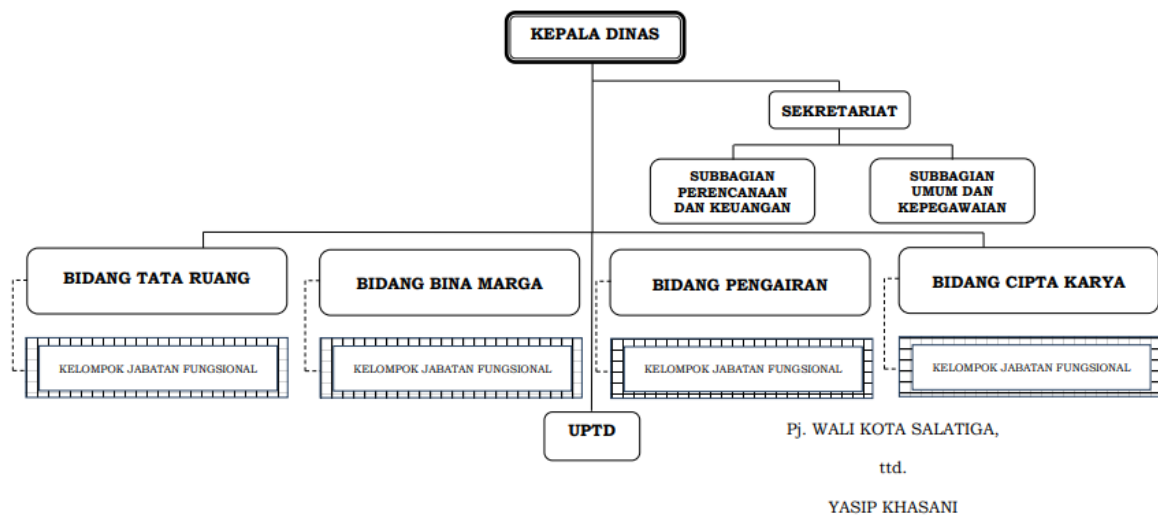 KEPALA DINAS
SEKRETARIAT
SUBBAGIAN
PERENCANAAN
DAN KEUANGAN
SUBBAGIAN
UMUM DAN
KEPEGAWAIAN
BIDANG TATA RUANG
BIDANG BINA MARGA
BIDANG PENGAIRAN
BIDANG CIPTA KARYA
KELOMPOK JABATAN FUNGSIONAL
KELOMPOK JABATAN FUNGSIONAL
KELOMPOK JABATAN FUNGSIONAL
KELOMPOK JABATAN FUNGSIONAL
UPTD
Pj. WALI KOTA SALATIGA,
ttd.
YASIP KHASANI